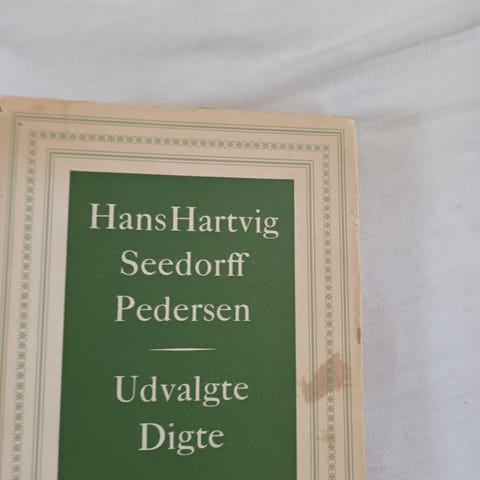 Hans Hartvig
Seedorff
Pedersen
Udvalgte
Digte